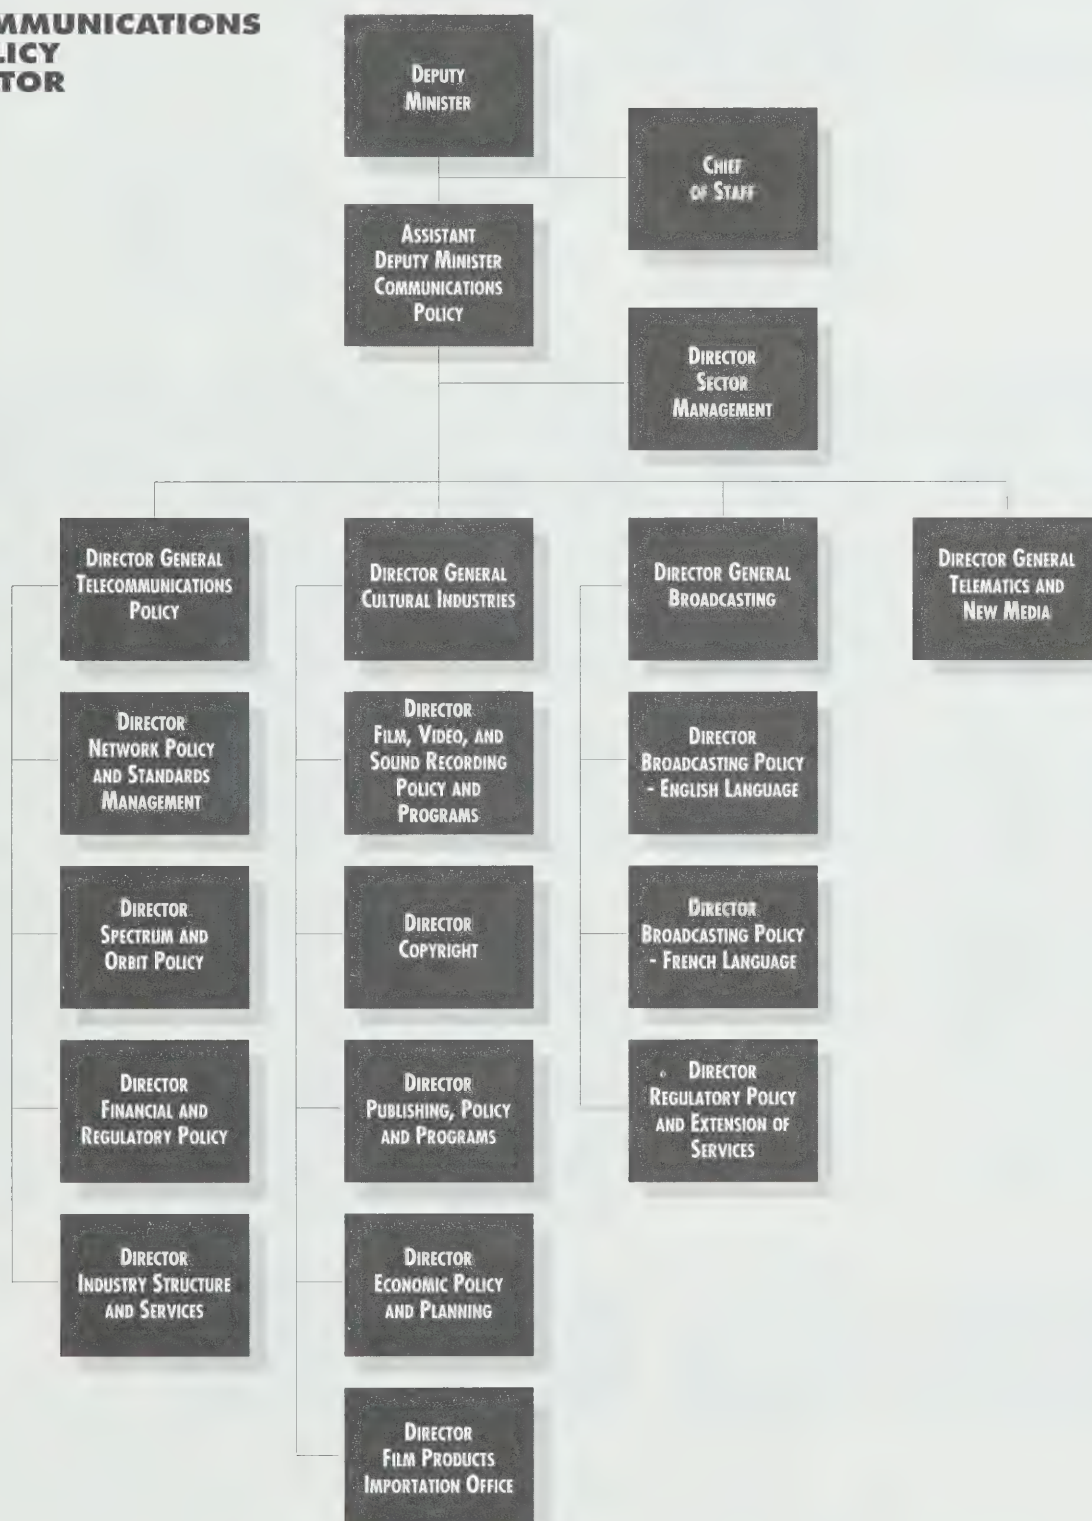 MMUNICATIONS
LICY
TOR
DEPUTY
MINISTER
CHIEF
OF STAFF
ASSISTANT
DEPUTY MINISTER
COMMUNICATIONS
POLICY
DIRECTOR
SECTOR
MANAGEMENT
DIRECTOR GENERAL
TELECOMMUNICATIONS
POLICY
DIRECTOR GENERAL
CULTURAL INDUSTRIES
DIRECTOR GENERAL
BROADCASTING
DIRECTOR GENERAL
TELEMATICS AND
NEW MEDIA
DIRECTOR
NETWORK POLICY
AND STANDARDS
MANAGEMENT
DIRECTOR
FILM, VIDEO, AND
SOUND RECORDING
POLICY AND
PROGRAMS
DIRECTOR
BROADCASTING POLICY
- ENGLISH LANGUAGE
DIRECTOR
SPECTRUM AND
ORBIT POLICY
DIRECTOR
COPYRIGHT
DIRECTOR
BROADCASTING POLICY
- FRENCH LANGUAGE
DIRECTOR
FINANCIAL AND
REGULATORY POLICY
DIRECTOR
PUBLISHING, POLICY
AND PROGRAMS
DIRECTOR
REGULATORY POLICY
AND EXTENSION OF
SERVICES
DIRECTOR
INDUSTRY STRUCTURE
AND SERVICES
DIRECTOR
ECONOMIC POLICY
AND PLANNING
DIRECTOR
FILM PRODUCTS
IMPORTATION OFFICE